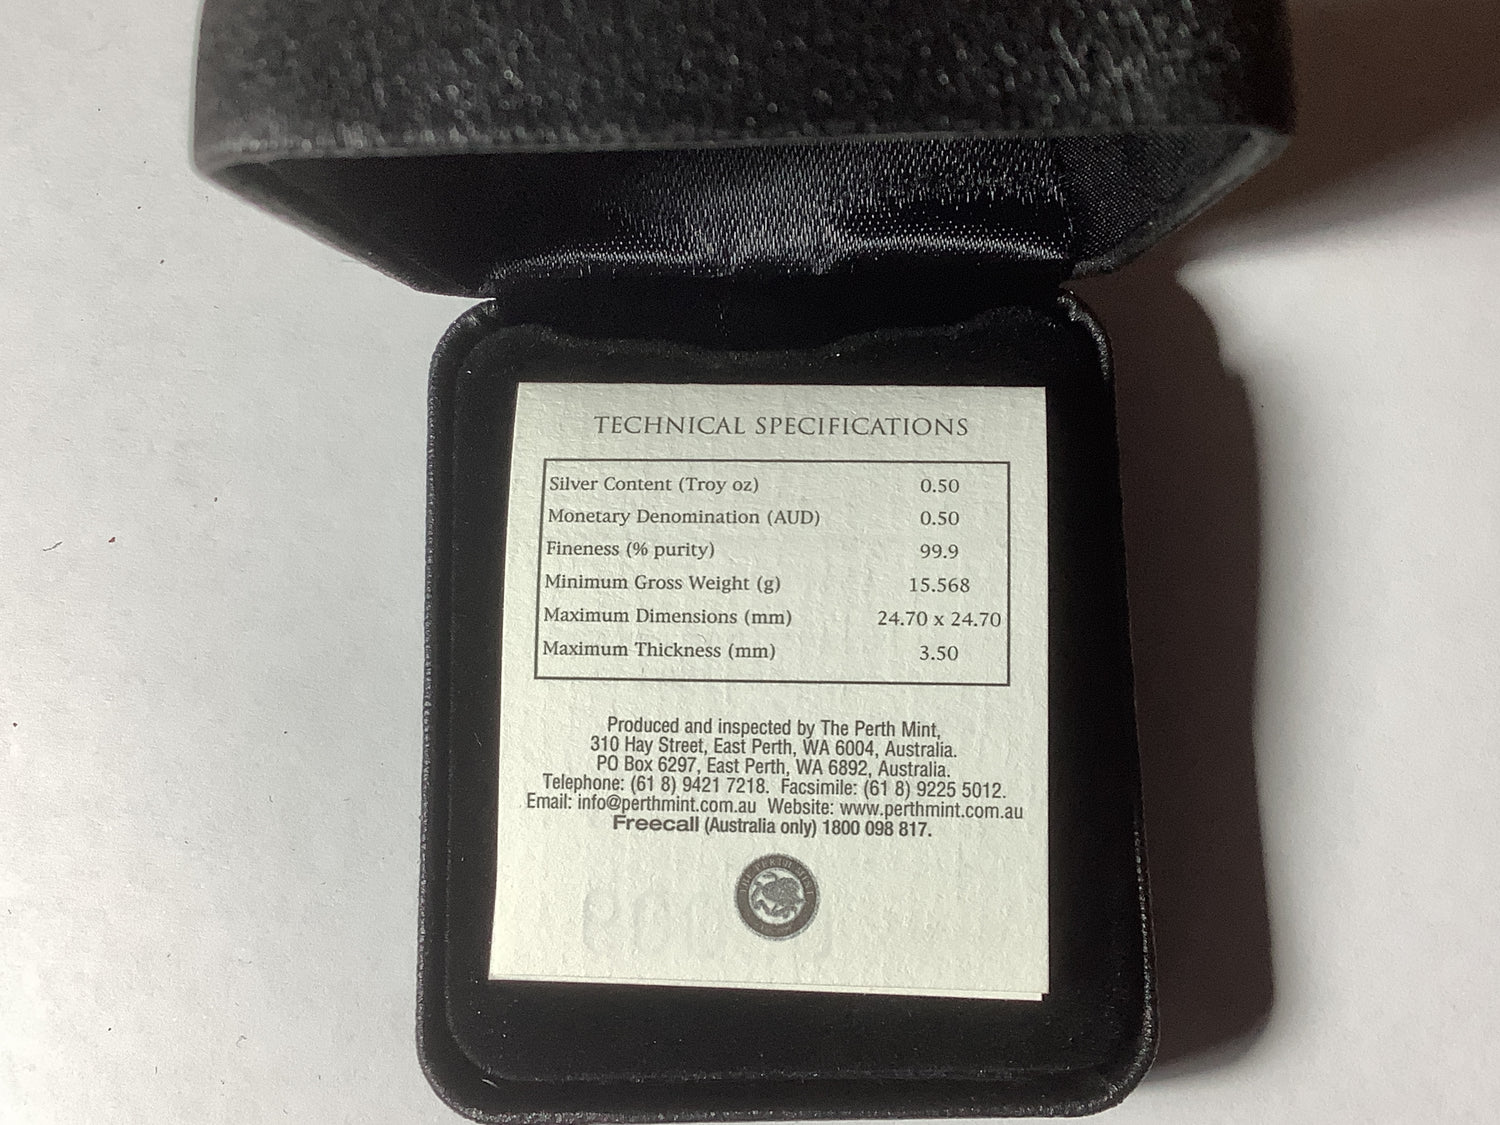 TECHNICAL SPECIFICATIONS
Silver Content (Troy oz) 0.50
Monetary Denomination (AUD) 0.50
Fineness (% purity) 99.9
Minimum Gross Weight (g) 15.568
Maximum Dimensions (mm) 24.70 x 24.70
Maximum Thickness (mm) 3.50
Produced and inspected by The Perth Mint,
310 Hay Street, East Perth, WA 6004, Australia.
PO Box 6297, East Perth, WA 6892, Australia.
Telephone: (61 8) 9421 7218. Facsimile: (61 8) 9225 5012.
Email: info@perthmint.com.au Website: www.perthmint.com.au
Freecall (Australia only) 1800 098 817.
THE PERTH MINT